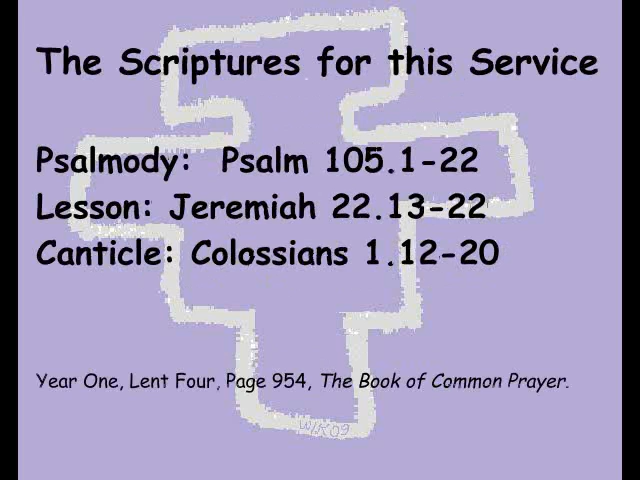 The Scriptures for this Service
Psalmody: Psalm 105.1-22
Lesson: Jeremiah 22.13-22
Canticle: Colossians 1.12-20
Year One, Lent Four, Page 954, The Book of Common Prayer.
WLK09